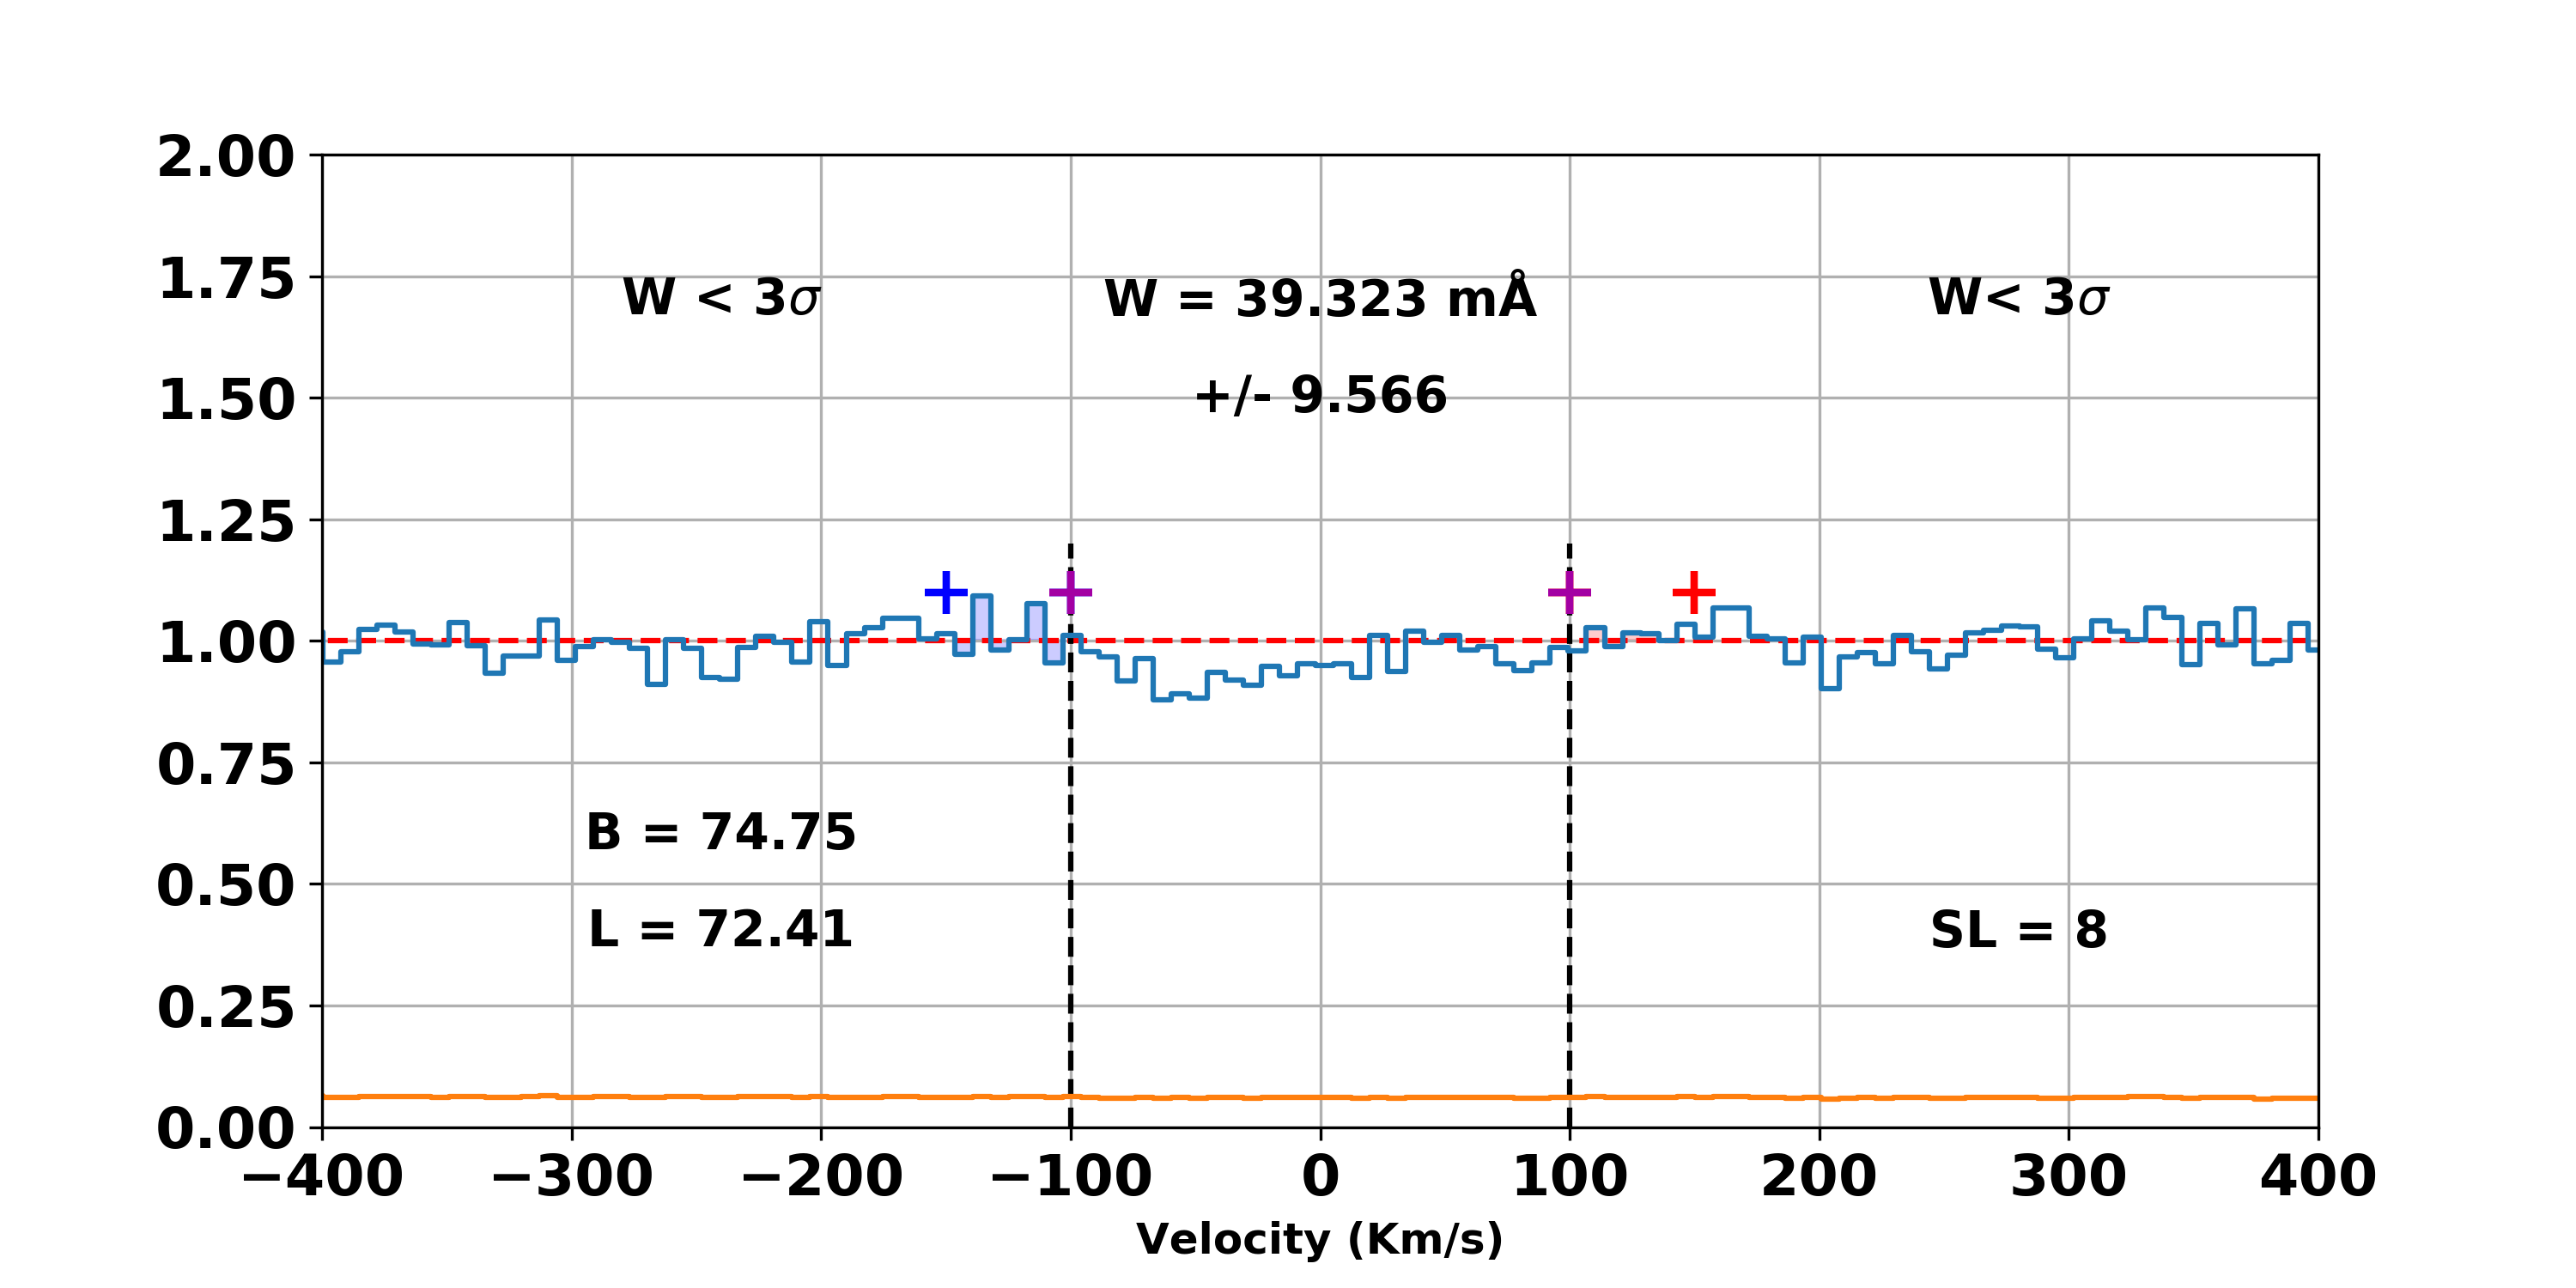 2.00
1.75
W < 3σ
W = 39.323 mÅ
W< 3σ
1.50
+/- 9.566
1.25
1.00
0.75
B = 74.75
0.50
L = 72.41
SL = 8
0.25
0.00
−400 −300 −200 −100 0 100 200 300 400
Velocity (Km/s)